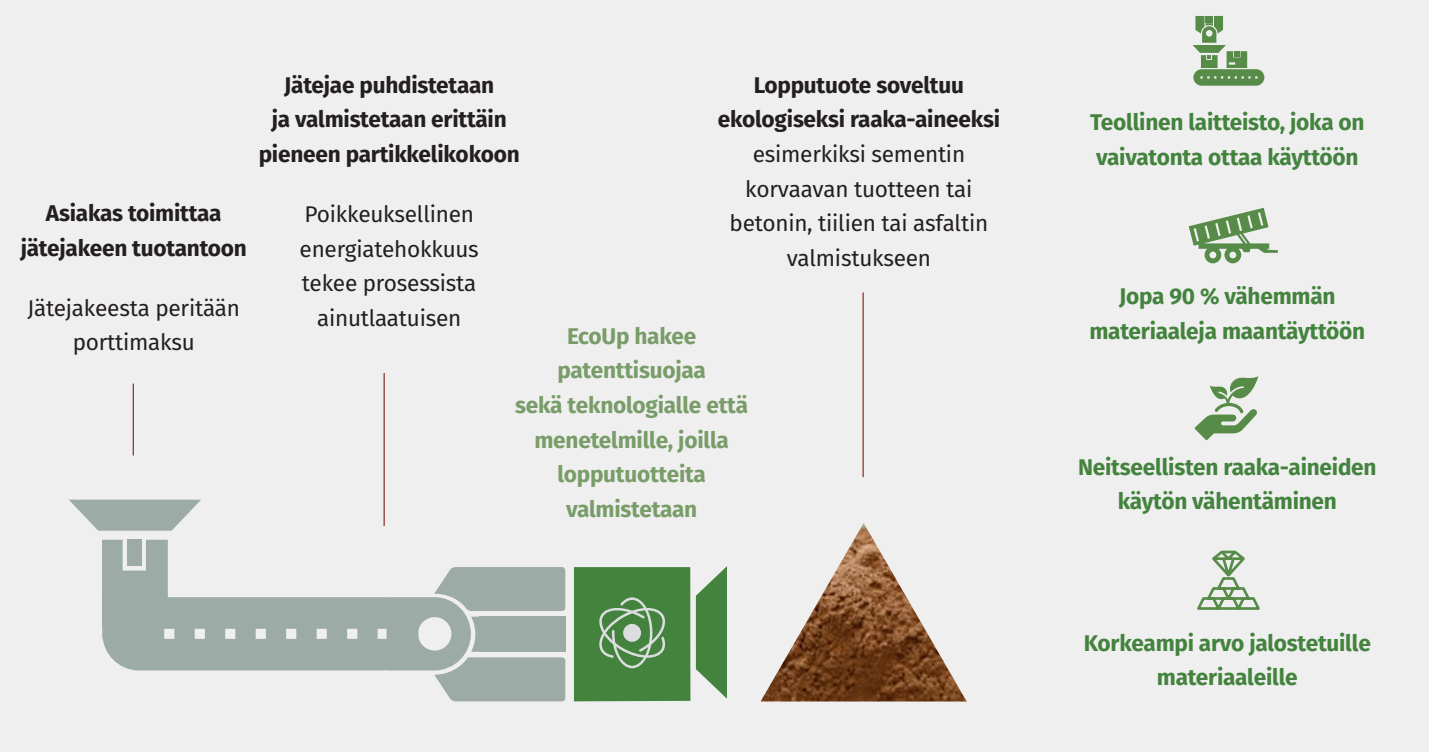 Asiakas toimittaa
jätejakeen tuotantoon
Jätejakeesta peritään
porttimaksu
Jätejae puhdistetaan
ja valmistetaan erittäin
pieneen partikkelikokoon
Poikkeuksellinen
energiatehokkuus
tekee prosessista
ainutlaatuisen
EcoUp hakee
patenttisuojaa
sekä teknologialle että
menetelmille, joilla
lopputuotteita
valmistetaan
Lopputuote soveltuu
ekologiseksi raaka-aineeksi
esimerkiksi sementin
korvaavan tuotteen tai
betonin, tiilien tai asfaltin
valmistukseen
Teollinen laitteisto, joka on
vaivatonta ottaa käyttöön
Jopa 90 % vähemmän
materiaaleja maantäyttöön
Neitseellisten raaka-aineiden
käytön vähentäminen
Korkeampi arvo jalostetuille
materiaaleille